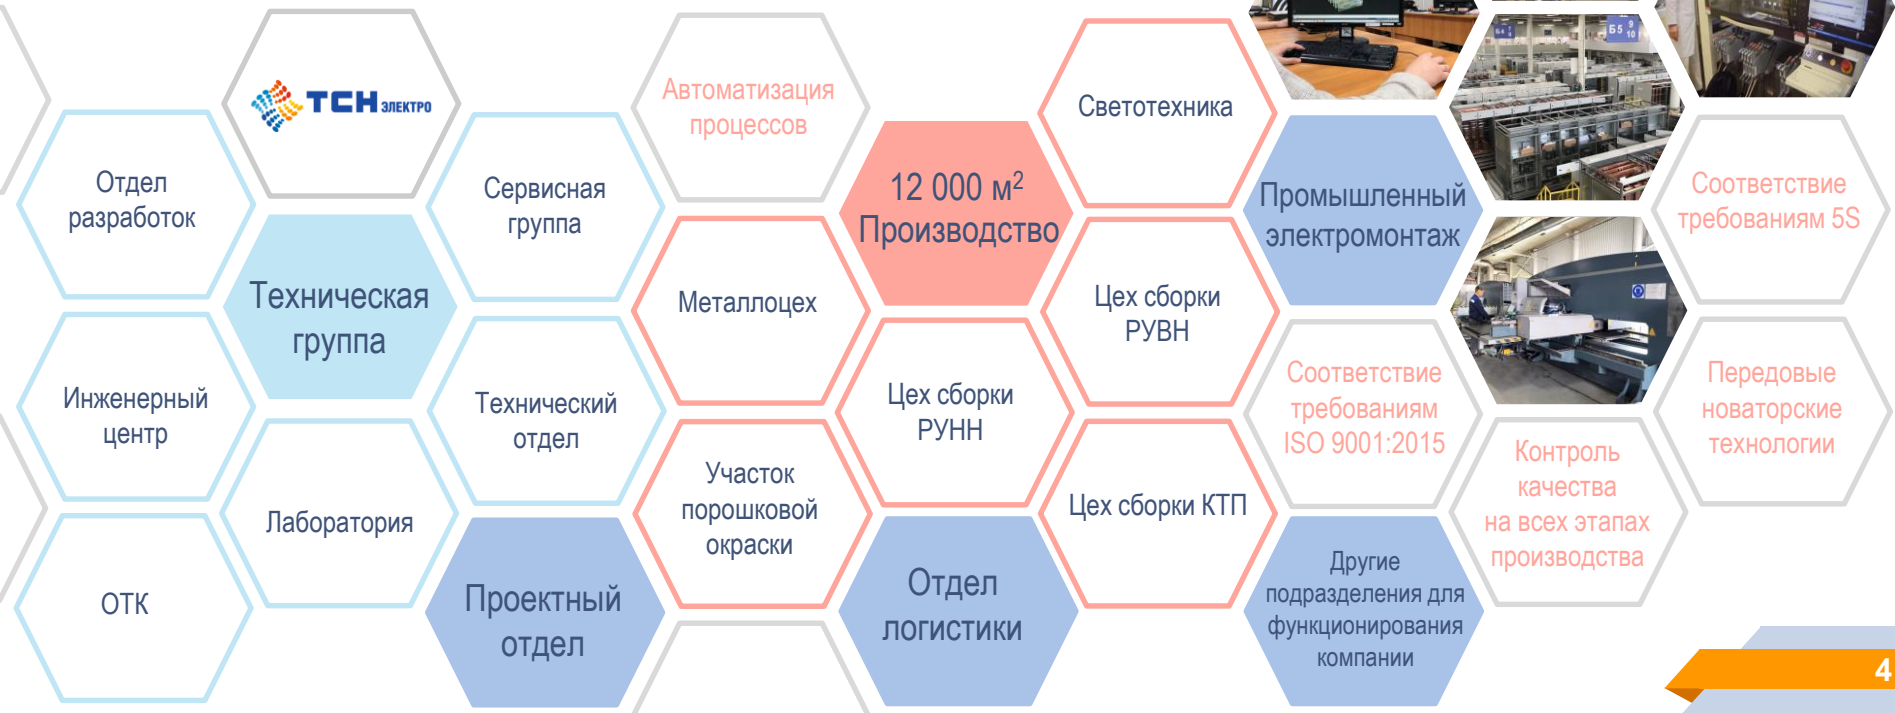 ТСН ЭЛЕКТРО
Отдел
разработок
Техническая
группа
Сервисная
группа
Инженерный
центр
Технический
отдел
Лаборатория
ОТК
Проектный
отдел
Автоматизация
процессов
Металлоцех
Участок
порошковой
окраски
12 000 м²
Производство
Цех сборки
РУНН
Отдел
логистики
Светотехника
Цех сборки
РУВН
Цех сборки КТП
Промышленный
электромонтаж
Соответствие
требованиям
ISO 9001:2015
Другие
подразделения для
функционирования
компании
Б5 9
10
Контроль
качества
на всех этапах
производства
Соответствие
требованиям 5S
Передовые
новаторские
технологии
4